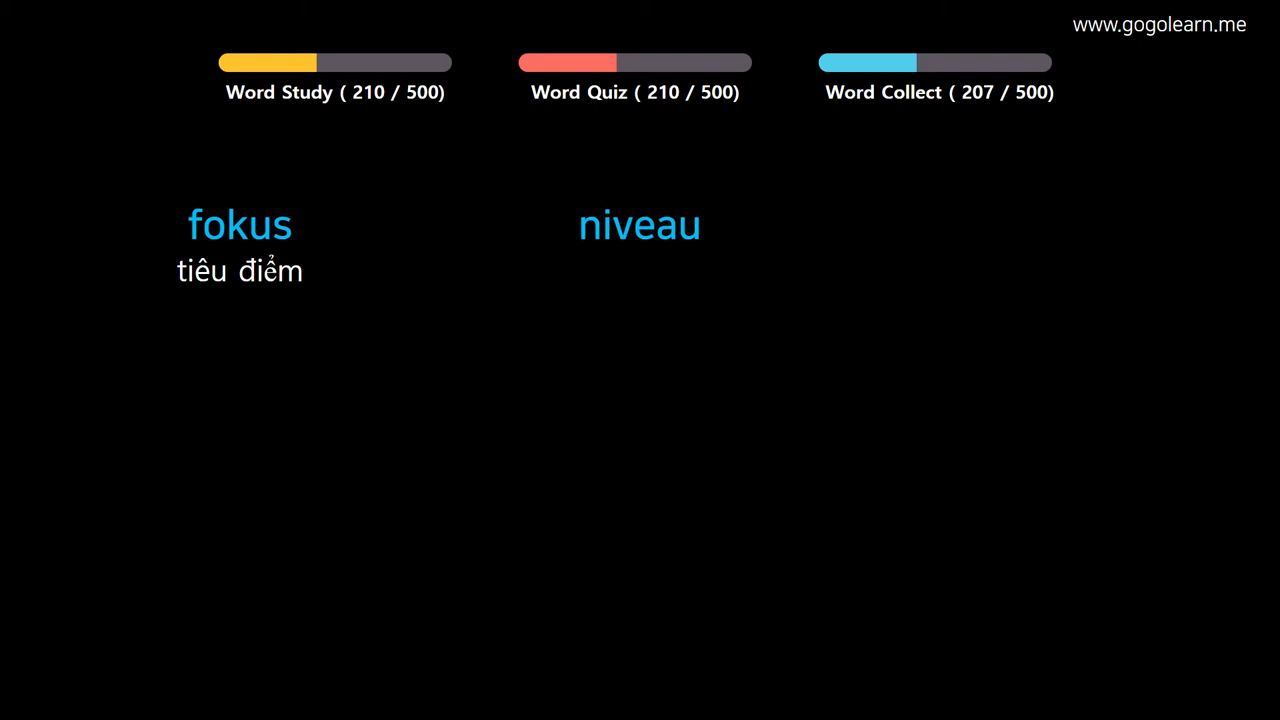 www.gogolearn.me
Word Study ( 210 / 500)
Word Quiz ( 210 / 500)
Word Collect ( 207 / 500)
fokus
tiêu điểm
niveau